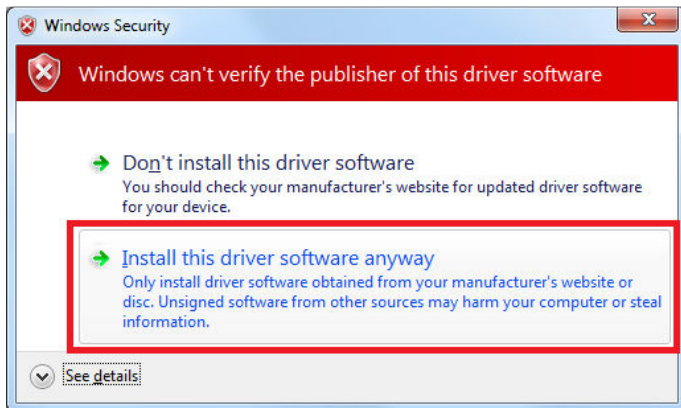 Windows Security
Windows can't verify the publisher of this driver software
Don't install this driver software
You should check your manufacturer's website for updated driver software
for your device.
Install this driver software anyway
Only install driver software obtained from your manufacturer's website or
disc. Unsigned software from other sources may harm your computer or steal
information.
See details